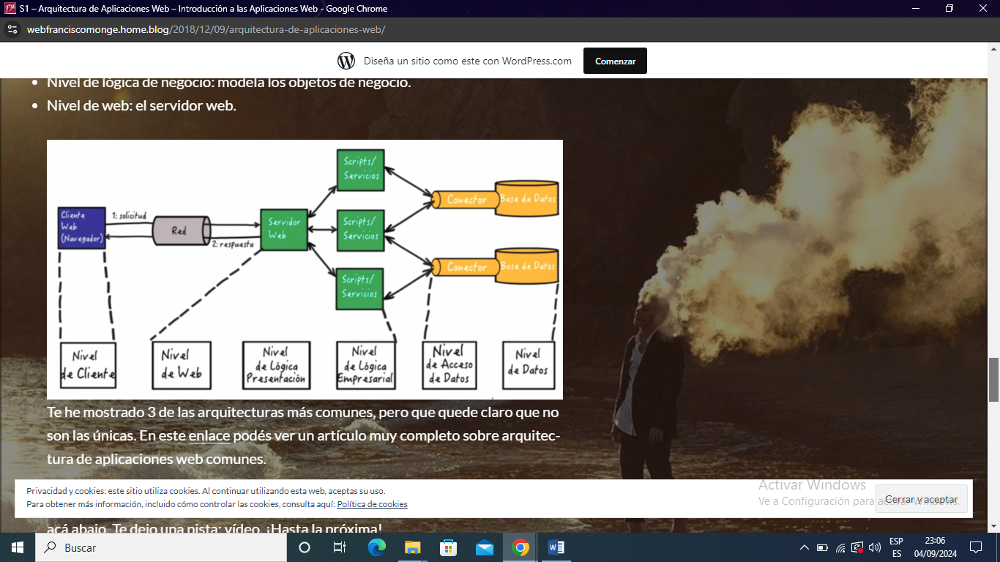 S1 – Arquitectura de Aplicaciones Web – Introducción a las Aplicaciones Web - Google Chrome
webfranciscomonge.home.blog/2018/12/09/arquitectura-de-aplicaciones-web/
Diseña un sitio como este con WordPress.com
Comenzar
Nivel de lógica de negocio: modela los objetos de negocio.
Nivel de web: el servidor web.
Cliente
Web
(Navegador)
1: solicitud
Red
2: respuesta
Servidor
Web
Scripts/
Servicios
Scripts/
Servicios
Scripts/
Servicios
Conector
Base de Datos
Conector
Base de Datos
Nivel
de Cliente
Nivel
de Web
Nivel
de Lógica
Presentación
Nivel
de Lógica
Empresarial
Nivel
de Acceso
de Datos
Nivel
de Datos
Te he mostrado 3 de las arquitecturas más comunes, pero que quede claro que no
son las únicas. En este enlace podés ver un artículo muy completo sobre arquitec-
tura de aplicaciones web comunes.
Privacidad y cookies: este sitio utiliza cookies. Al continuar utilizando esta web, aceptas su uso.
Para obtener más información, incluido cómo controlar las cookies, consulta aquí: Política de cookies
Cerrar y aceptar
Activar Windows
Ve a Configuración para activar Windows.
acá abajo. Te dejo una pista: vídeo. ¡Hasta la próxima!
Buscar
ESP
ES
23:06
04/09/2024